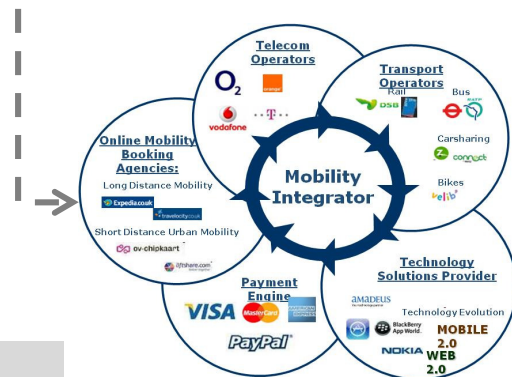 Telecom
Operators
O2
orange
vodafone
T
Transport
Operators
Rail
Bus
DSB
Carsharing
connect
Bikes
velib'
Online Mobility
Booking
Agencies:
Long Distance Mobility
Expedia.co.uk
travelocity.co.uk
Short Distance Urban Mobility
ov-chipkaart
liftshare.com
Mobility
Integrator
Payment
Engine
VISA
MasterCard
AMERICAN EXPRESS
PayPal
Technology
Solutions Provider
AMADEUS
Technology Evolution
BlackBerry
App World.
MOBILE
2.0
NOKIA
WEB
2.0